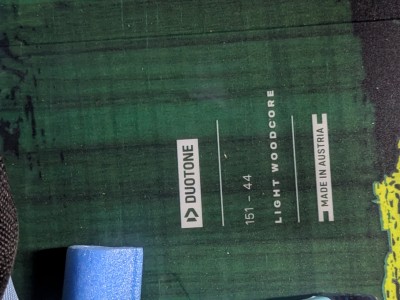 DUOTONE
151 - 44
LIGHT WOODCORE
MADE IN AUSTRIA